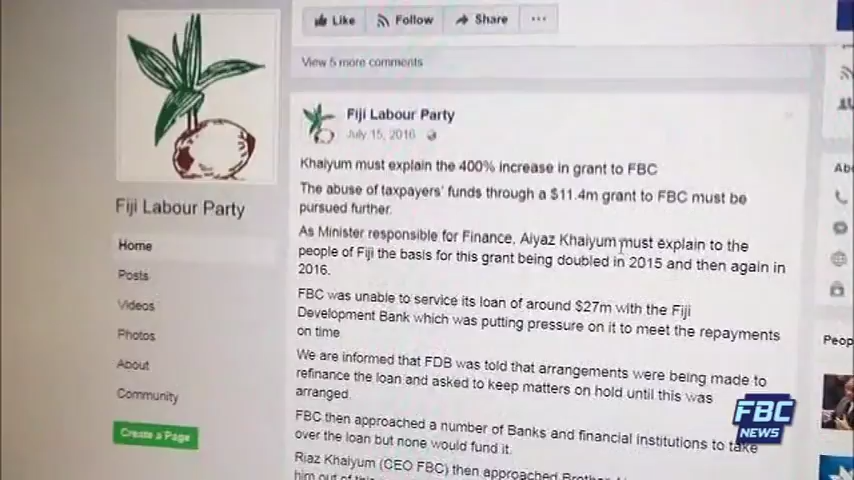 Like
Follow
Share
View 5 more comments
Fiji Labour Party
July 15, 2016
Khaiyum must explain the 400% increase in grant to FBC
The abuse of taxpayers' funds through a $11.4m grant to FBC must be
pursued further.
As Minister responsible for Finance, Aiyaz Khaiyum must explain to the
people of Fiji the basis for this grant being doubled in 2015 and then again in
2016.
FBC was unable to service its loan of around $27m with the Fiji
Development Bank which was putting pressure on it to meet the repayments
on time
We are informed that FDB was told that arrangements were being made to
refinance the loan and asked to keep matters on hold until this was
arranged.
FBC then approached a number of Banks and financial institutions to take
over the loan but none would fund it.
Riaz Khaiyum (CEO FBC) then approached
him out of this
Fiji Labour Party
Home
Posts
Videos
Photos
About
Community
Create a Page
FBC
NEWS